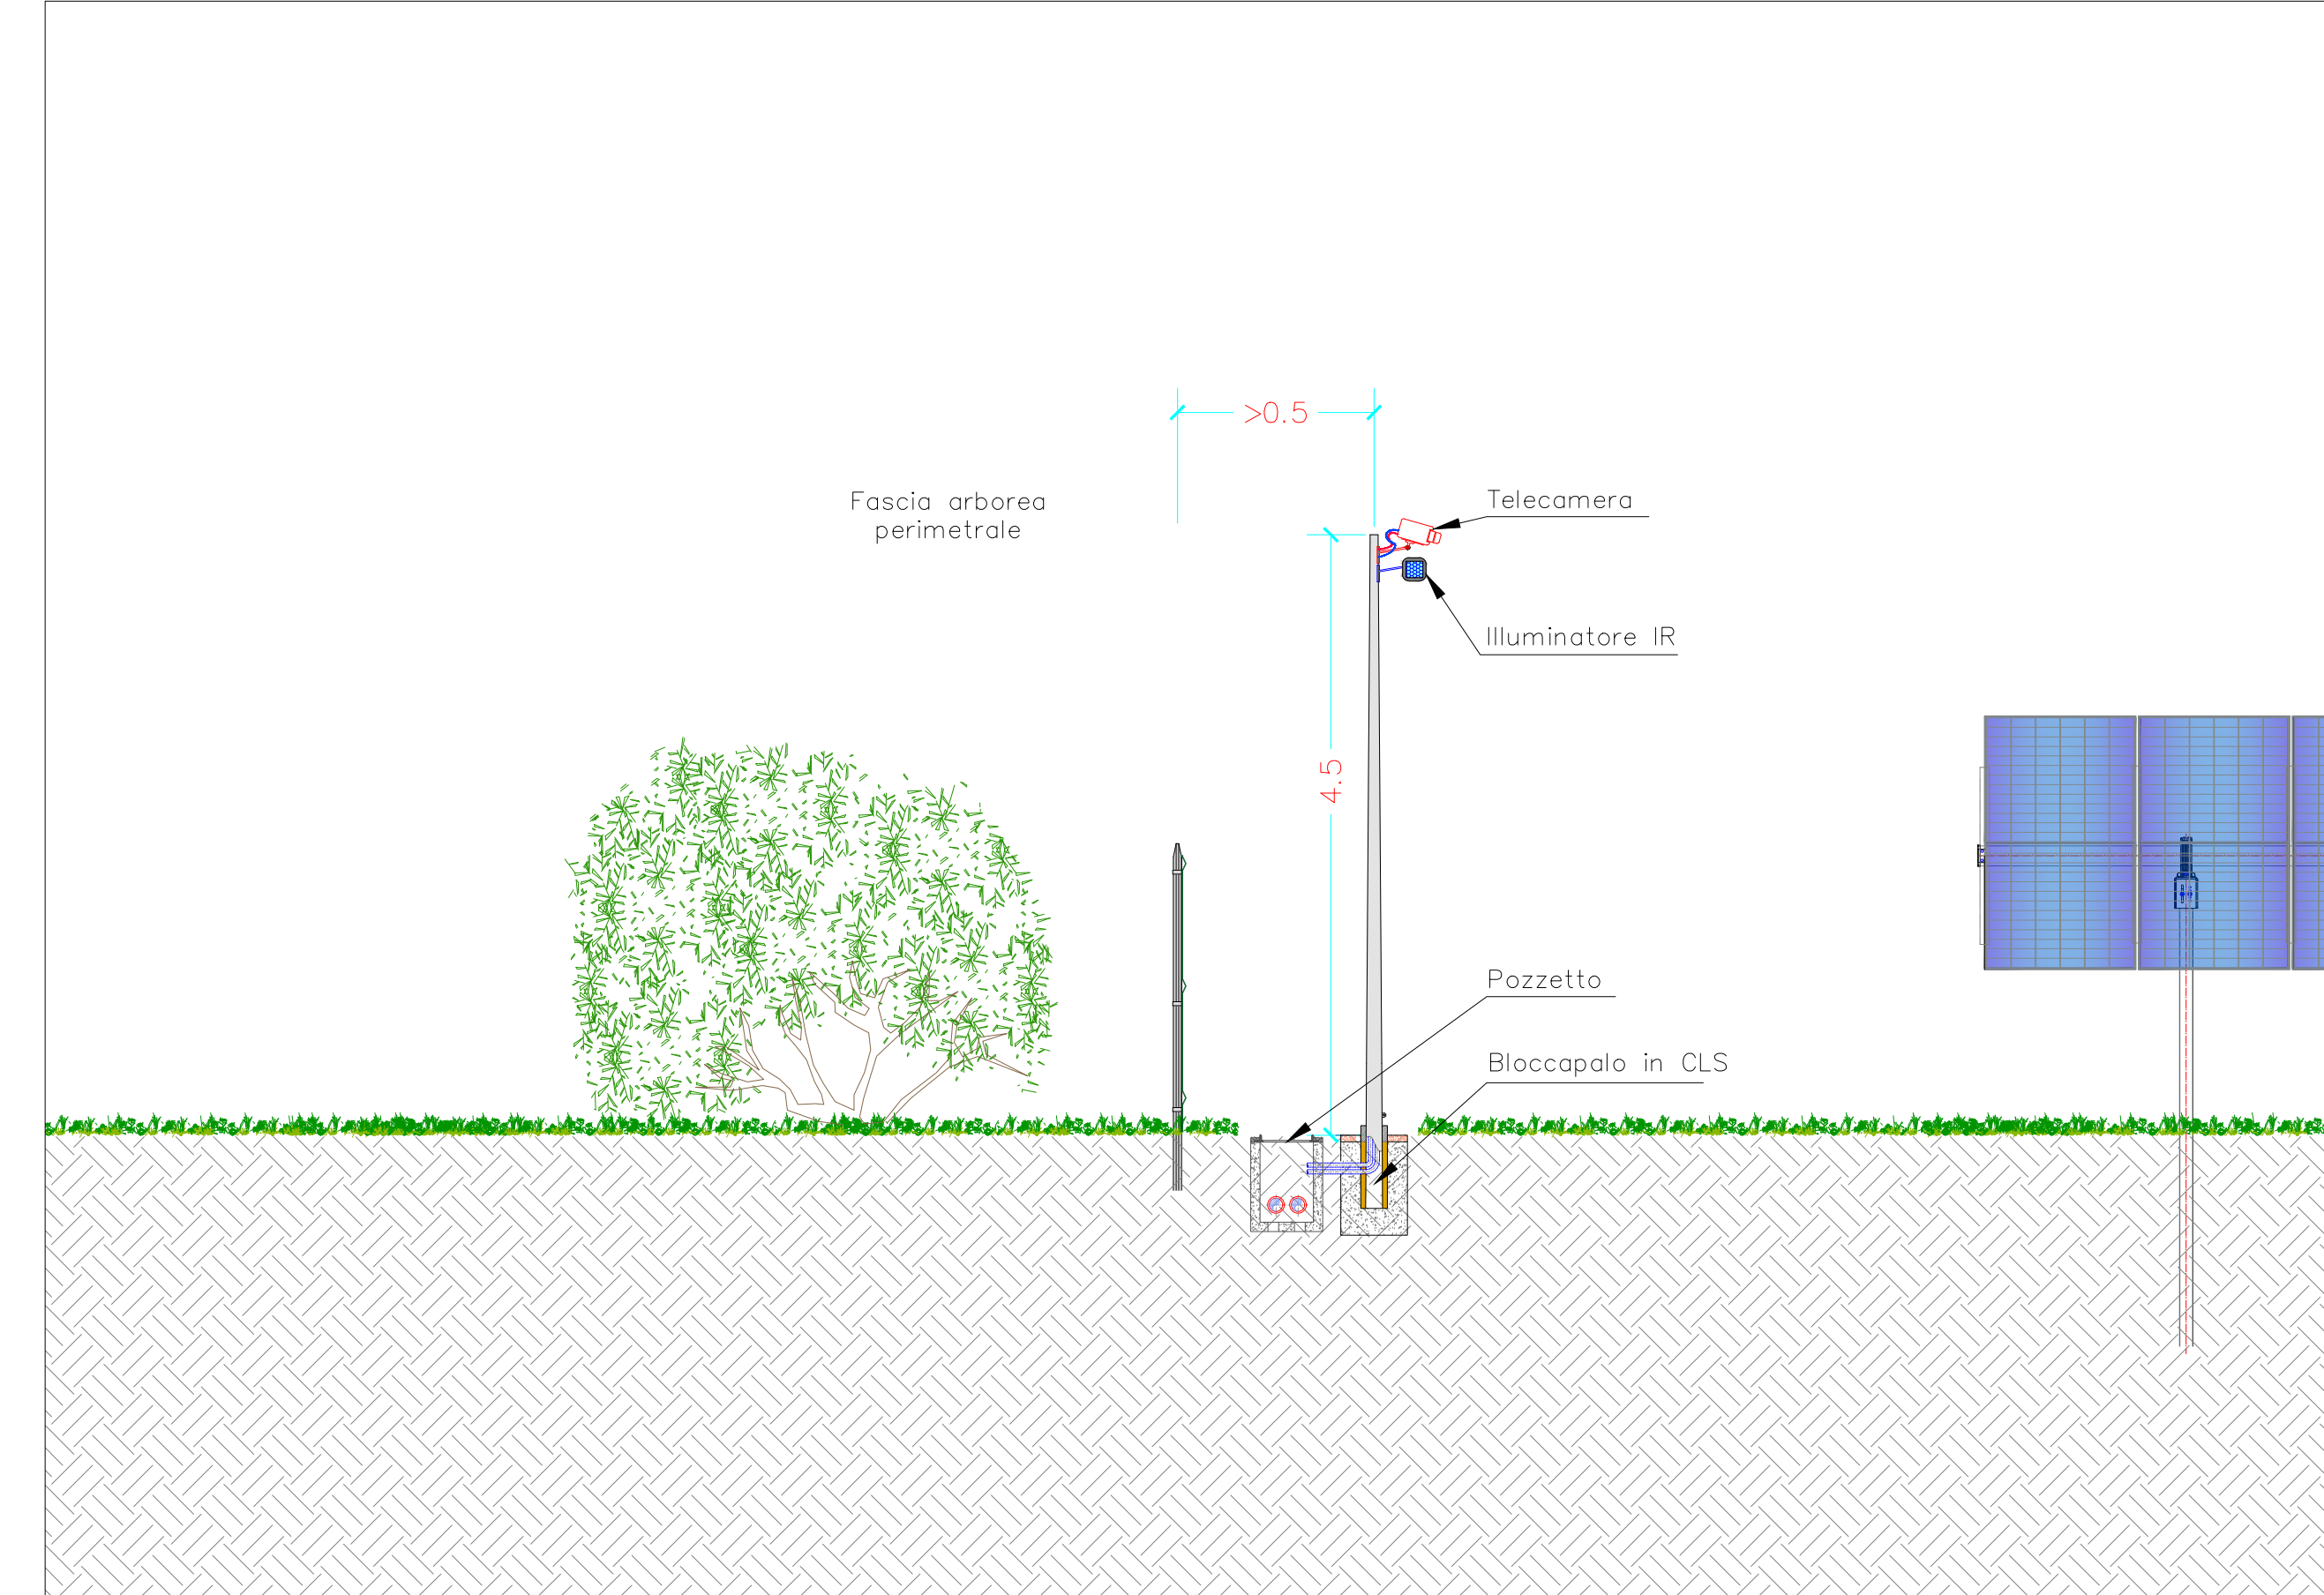 >0.5
Fascia arborea
perimetrale
Telecamera
Illuminatore IR
4.5
Pozzetto
Bloccapalo in CLS